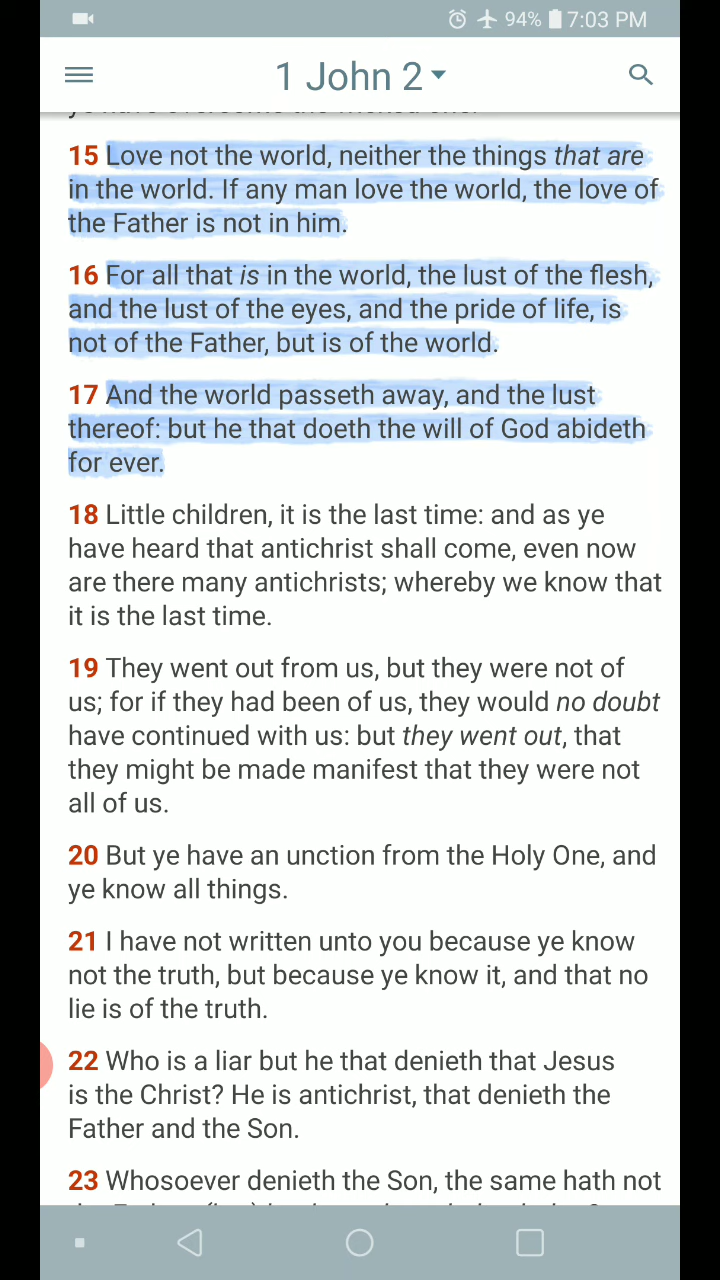 94% 7:03 PM
1 John 2
15 Love not the world, neither the things that are
in the world. If any man love the world, the love of
the Father is not in him.
16 For all that is in the world, the lust of the flesh,
and the lust of the eyes, and the pride of life, is
not of the Father, but is of the world.
17 And the world passeth away, and the lust
thereof: but he that doeth the will of God abideth
for ever.
18 Little children, it is the last time: and as ye
have heard that antichrist shall come, even now
are there many antichrists; whereby we know that
it is the last time.
19 They went out from us, but they were not of
us; for if they had been of us, they would no doubt
have continued with us: but they went out, that
they might be made manifest that they were not
all of us.
20 But ye have an unction from the Holy One, and
ye know all things.
21 I have not written unto you because ye know
not the truth, but because ye know it, and that no
lie is of the truth.
22 Who is a liar but he that denieth that Jesus
is the Christ? He is antichrist, that denieth the
Father and the Son.
23 Whosoever denieth the Son, the same hath not